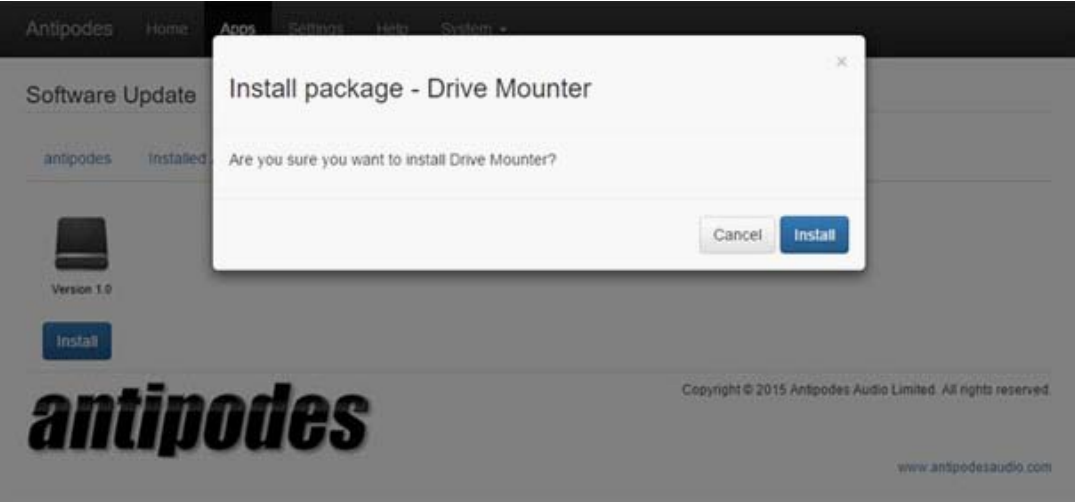 Antipodes Home Apps Settings Help System
×
Install package - Drive Mounter
Software Update
antipodes Installed
Are you sure you want to install Drive Mounter?
Cancel Install
Version 1.0
Install
antipodes
Copyright © 2015 Antipodes Audio Limited. All rights reserved.
www.antipodesaudio.com